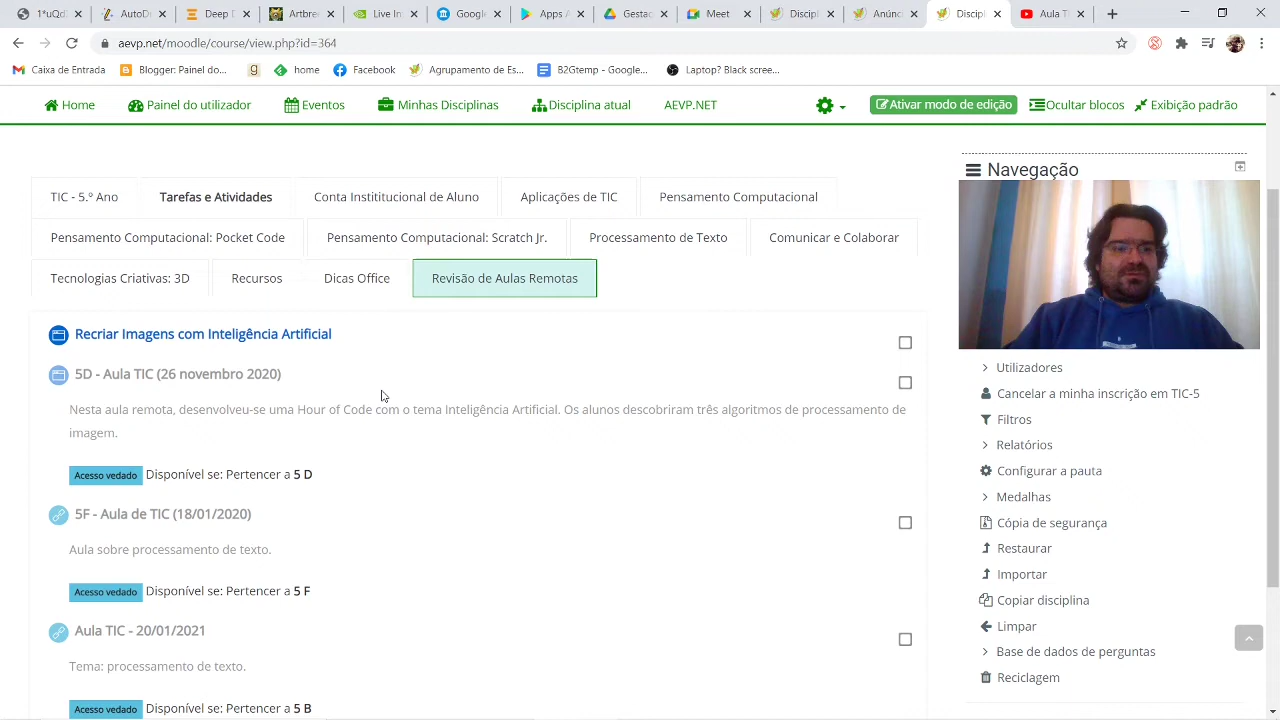 1*uQd
AutoD
Deep
Artbre
Live In
Googl
Apps
Gestac
Meet
Discipl
Anúnc
Discipl
Aula T
aevp.net/moodle/course/view.php?id=364
Caixa de Entrada
Blogger: Painel do...
home
Facebook
Agrupamento de Es...
B2Gtemp - Google...
Laptop? Black scree...
Home
Painel do utilizador
Eventos
Minhas Disciplinas
Disciplina atual
AEVP.NET
Ativar modo de edição
Ocultar blocos
Exibição padrão
Navegação
TIC - 5.º Ano
Tarefas e Atividades
Conta Instititucional de Aluno
Aplicações de TIC
Pensamento Computacional
Pensamento Computacional: Pocket Code
Pensamento Computacional: Scratch Jr.
Processamento de Texto
Comunicar e Colaborar
Tecnologias Criativas: 3D
Recursos
Dicas Office
Revisão de Aulas Remotas
Recriar Imagens com Inteligência Artificial
5D - Aula TIC (26 novembro 2020)
Nesta aula remota, desenvolveu-se uma Hour of Code com o tema Inteligência Artificial. Os alunos descobriram três algoritmos de processamento de
imagem.
Acesso vedado Disponível se: Pertencer a 5 D
5F - Aula de TIC (18/01/2020)
Aula sobre processamento de texto.
Acesso vedado Disponível se: Pertencer a 5 F
Aula TIC - 20/01/2021
Tema: processamento de texto.
Acesso vedado Disponível se: Pertencer a 5 B
Utilizadores
Cancelar a minha inscrição em TIC-5
Filtros
Relatórios
Configurar a pauta
Medalhas
Cópia de segurança
Restaurar
Importar
Copiar disciplina
Limpar
Base de dados de perguntas
Reciclagem